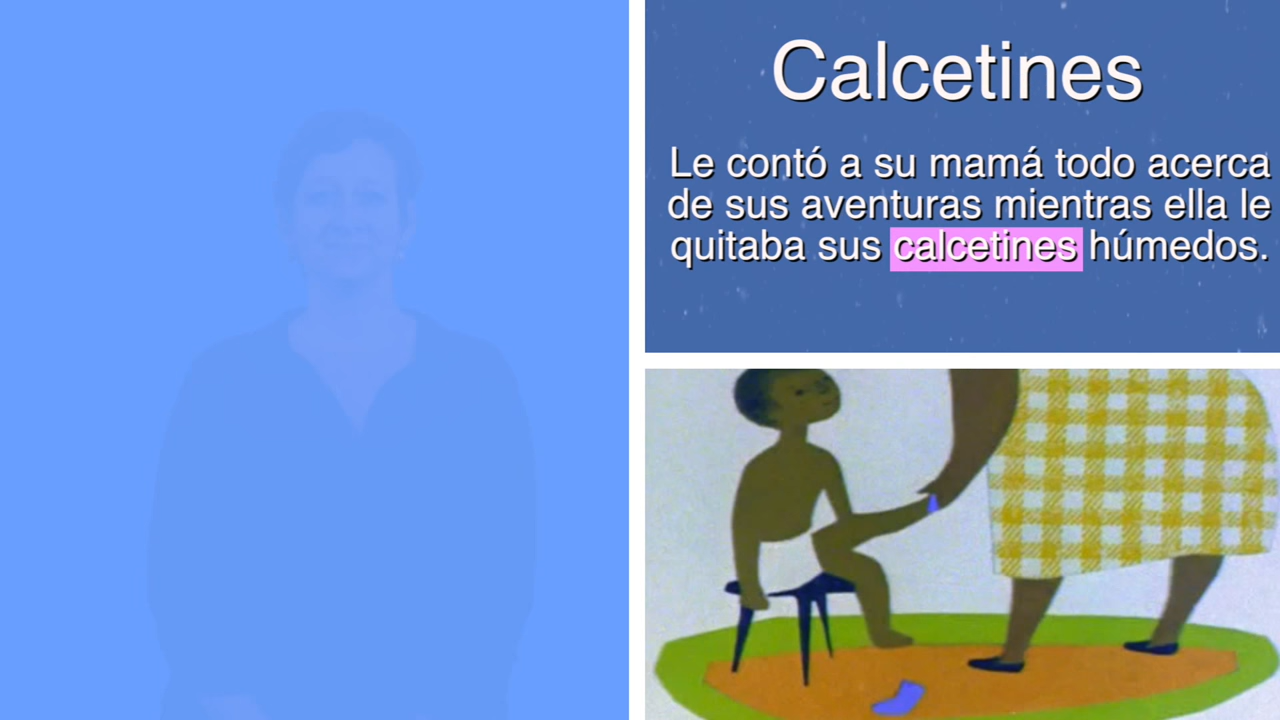 Calcetines
Le contó a su mamá todo acerca
de sus aventuras mientras ella le
quitaba sus calcetines húmedos.